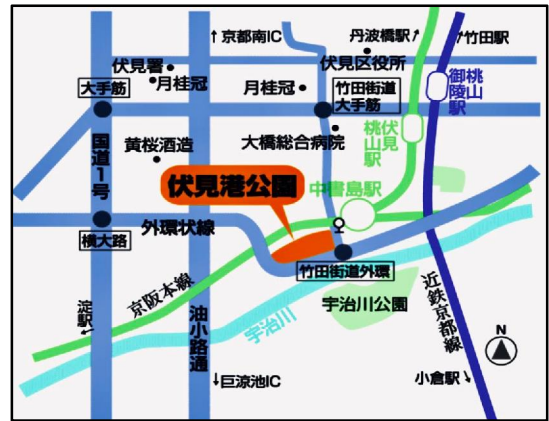 ↑京都南IC
丹波橋駅↗
↗竹田駅
伏見署
伏見区役所
月桂冠
月桂冠
大手筋
竹田街道
大手筋
桃山
御陵駅
国道1号
黄桜酒造
大橋総合病院
伏見
桃山駅
伏見港公園
中書島駅
外環状線
横大路
竹田街道外環
淀駅
←
京阪本線
油小路通
宇治川
宇治川公園
近鉄京都線
N
↓巨涼池IC
小倉駅↘